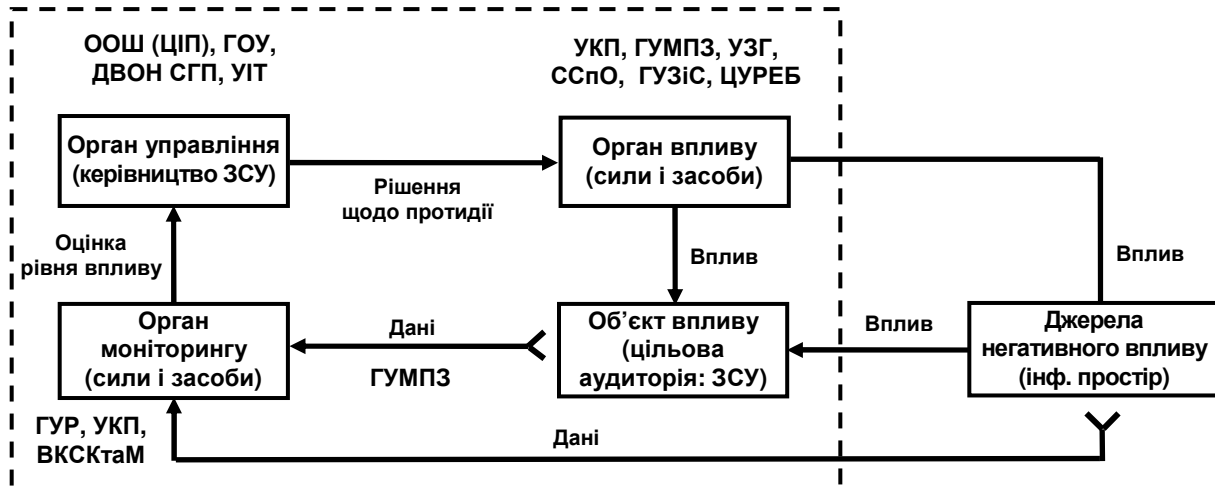 ООШ (ЦІП), ГОУ,
ДВОН СГП, УІТ
УКП, ГУМПЗ, УЗГ,
ССпО, ГУЗіС, ЦУРЕБ
Орган управління
(керівництво ЗСУ)
Рішення
щодо протидії
Орган впливу
(сили і засоби)
Оцінка
рівня впливу
Вплив
Вплив
Орган
моніторингу
(сили і засоби)
Дані
ГУМПЗ
Об’єкт впливу
(цільова
аудиторія: ЗСУ)
Вплив
Джерела
негативного впливу
(інф. простір)
ГУР, УКП,
ВКСКтаМ
Дані